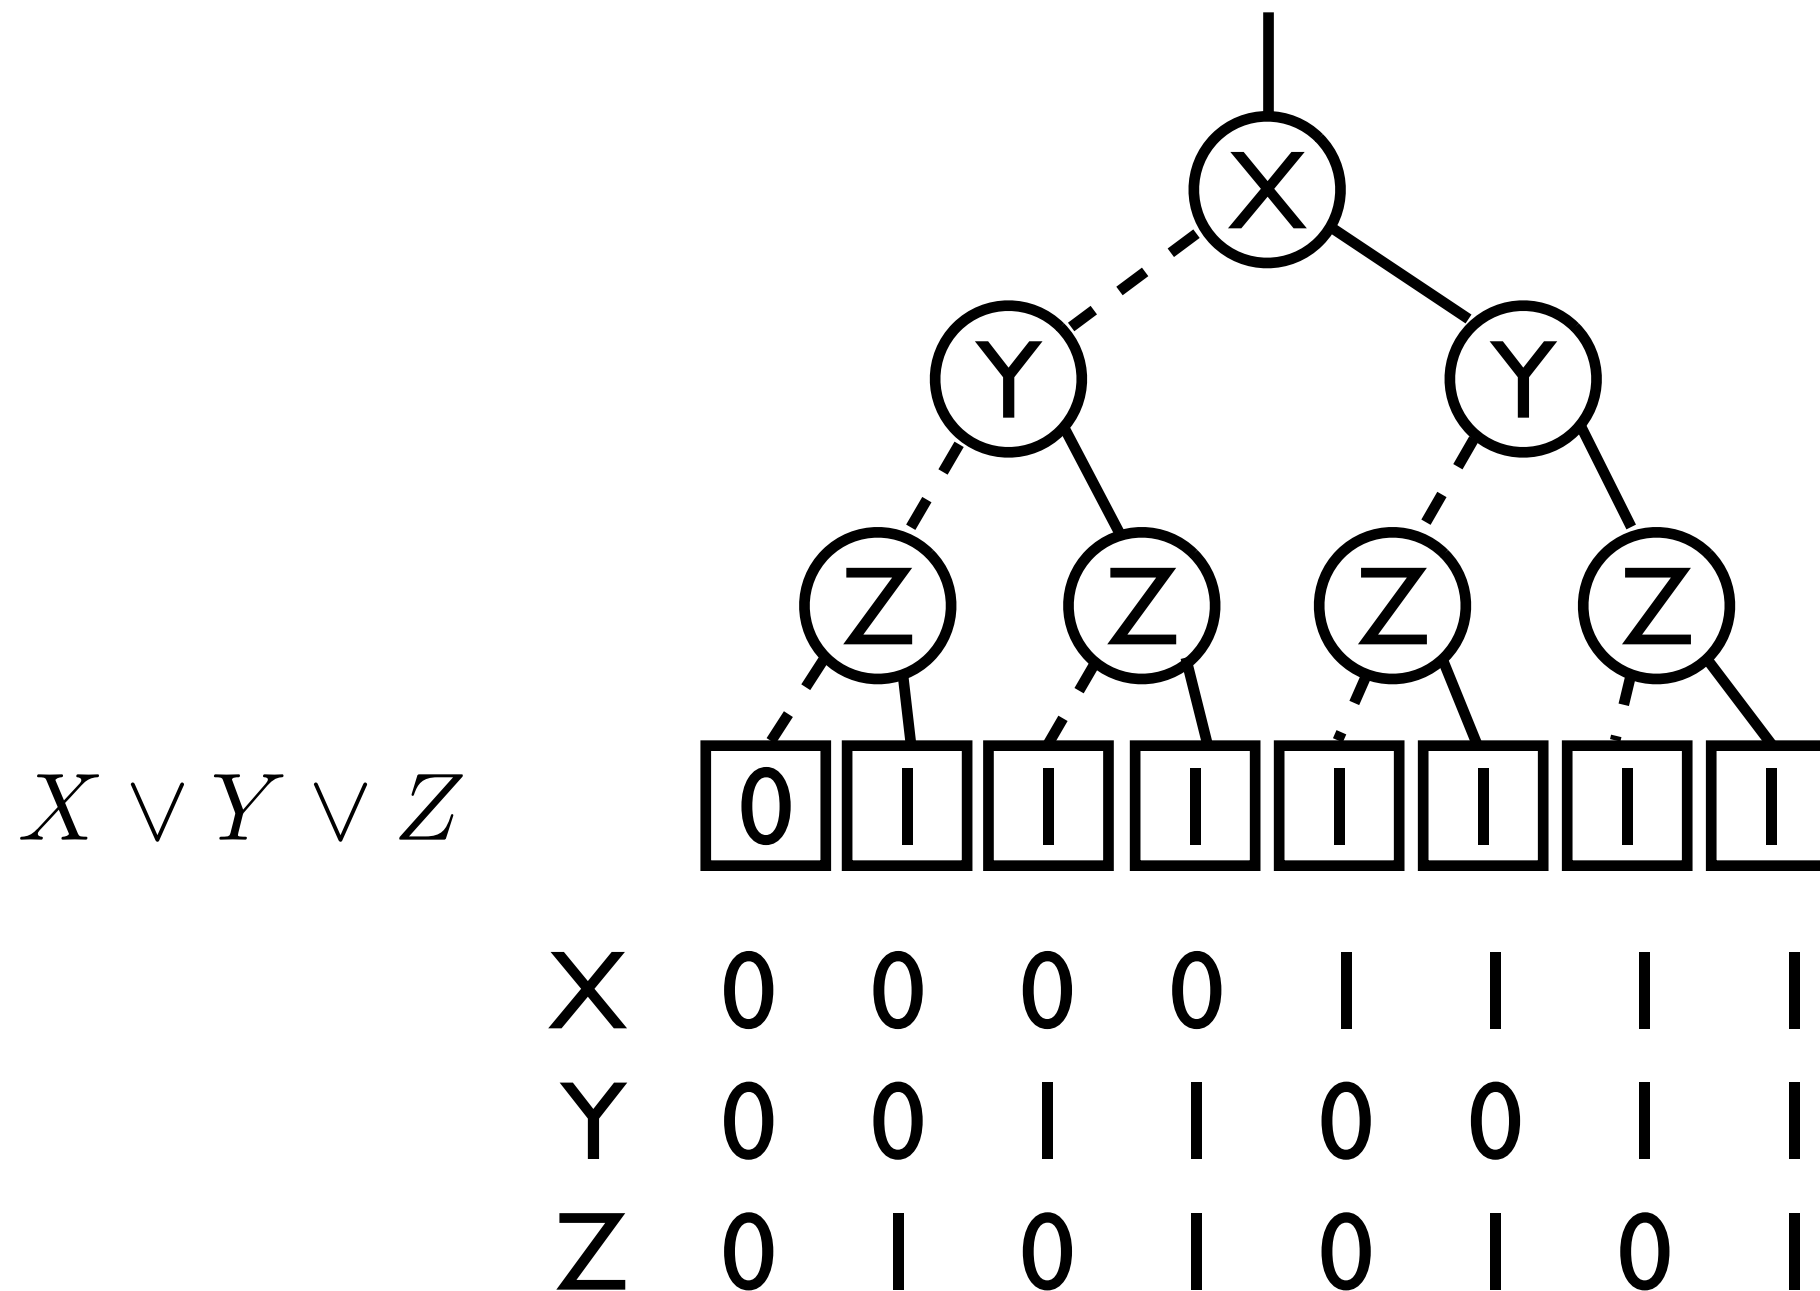 X
Y Y
Z Z Z Z
X ∨ Y ∨ Z 0 1 1 1 1 1 1 1
X 0 0 0 0 1 1 1 1
Y 0 0 1 1 0 0 1 1
Z 0 1 0 1 0 1 0 1